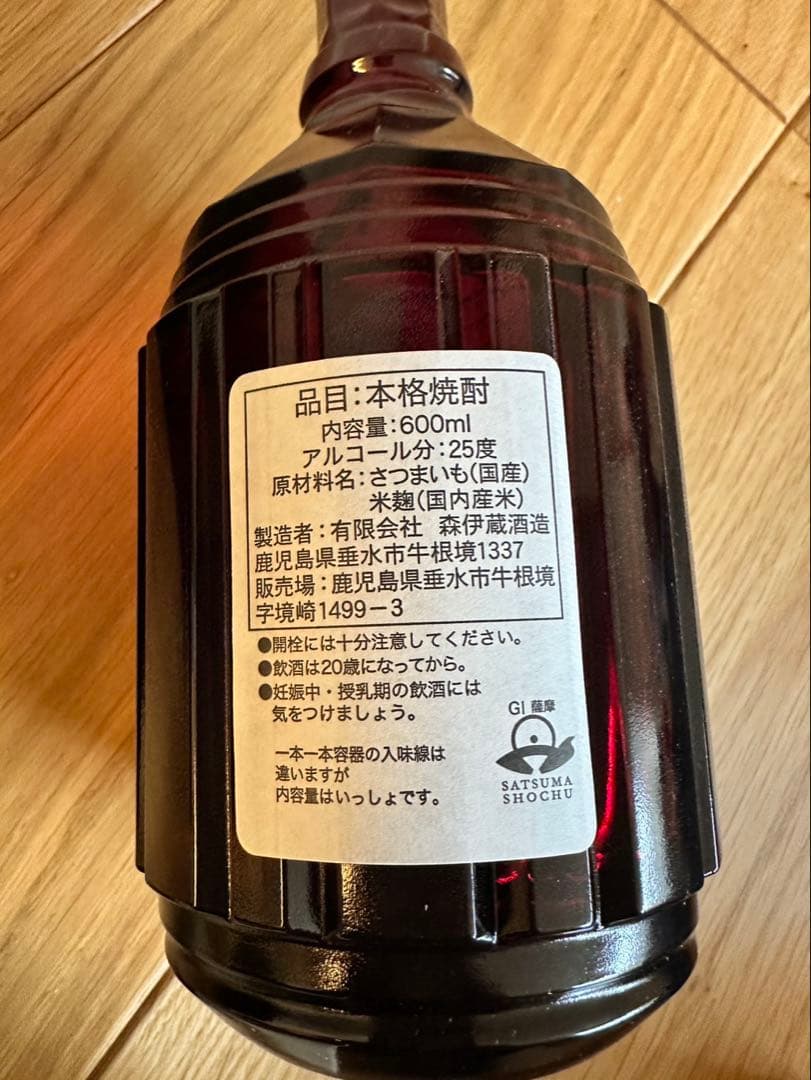 品目：本格焼酎
内容量：600ml
アルコール分：25度
原材料名：さつまいも（国産）
米麹（国内産米）
製造者：有限会社 森伊蔵酒造
鹿児島県垂水市牛根境1337
販売場：鹿児島県垂水市牛根境
字境崎1499－3
●開栓には十分注意してください。
●飲酒は20歳になってから。
●妊娠中・授乳期の飲酒には
気をつけましょう。
一本一本容器の入味線は
違いますが
内容量はいっしょです。
GI 薩摩
SATSUMA
SHOCHU